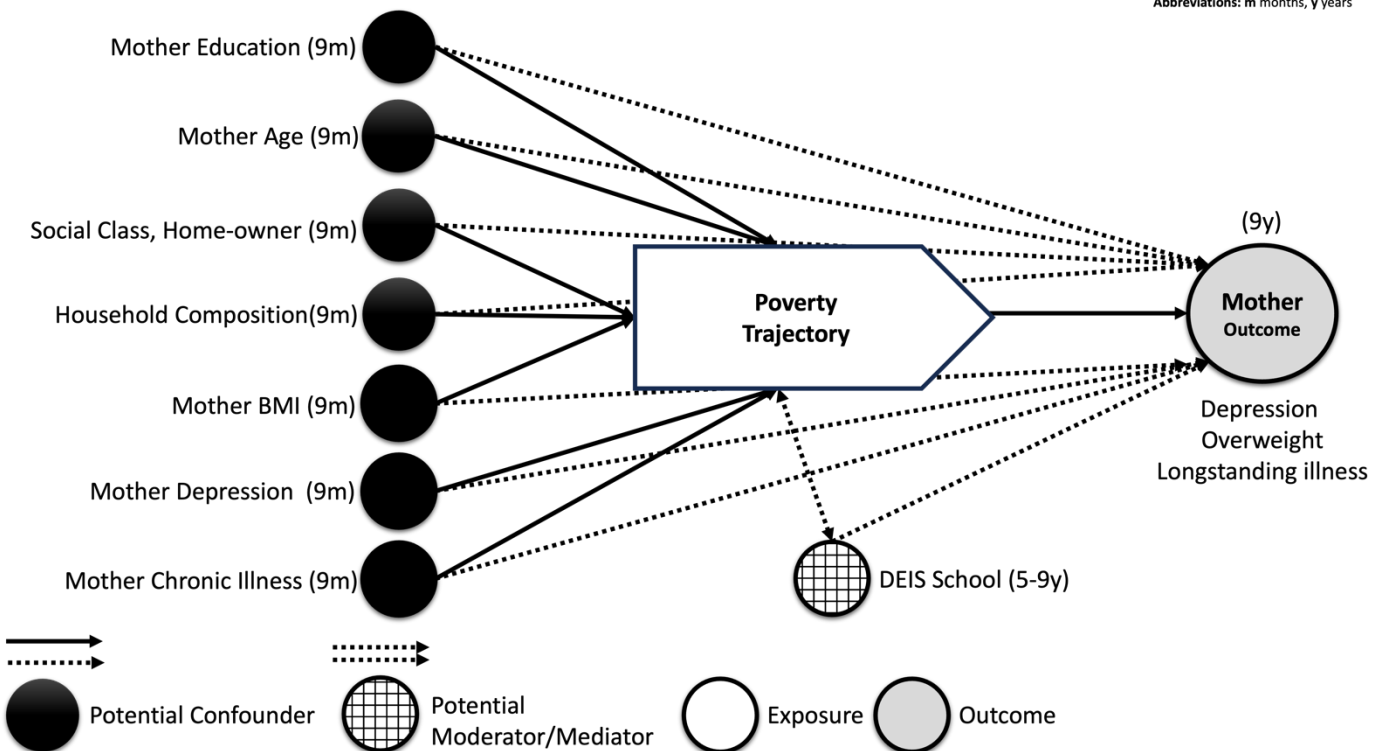 Abbreviations: m months, y years
Mother Education (9m)
Mother Age (9m)
Social Class, Home-owner (9m)
Household Composition(9m)
Mother BMI (9m)
Mother Depression (9m)
Mother Chronic Illness (9m)
Poverty
Trajectory
(9y)
Mother
Outcome
Depression
Overweight
Longstanding illness
DEIS School (5-9y)
Potential Confounder
Potential
Moderator/Mediator
Exposure
Outcome